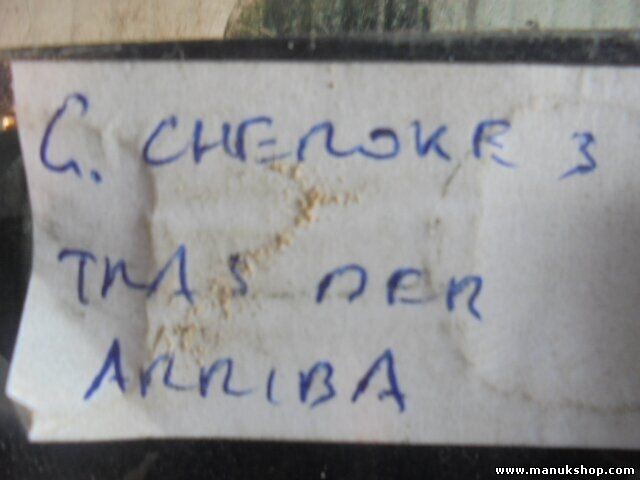 G. CHEROKE 3
TRAS DER
ARRIBA
www.manukshop.com